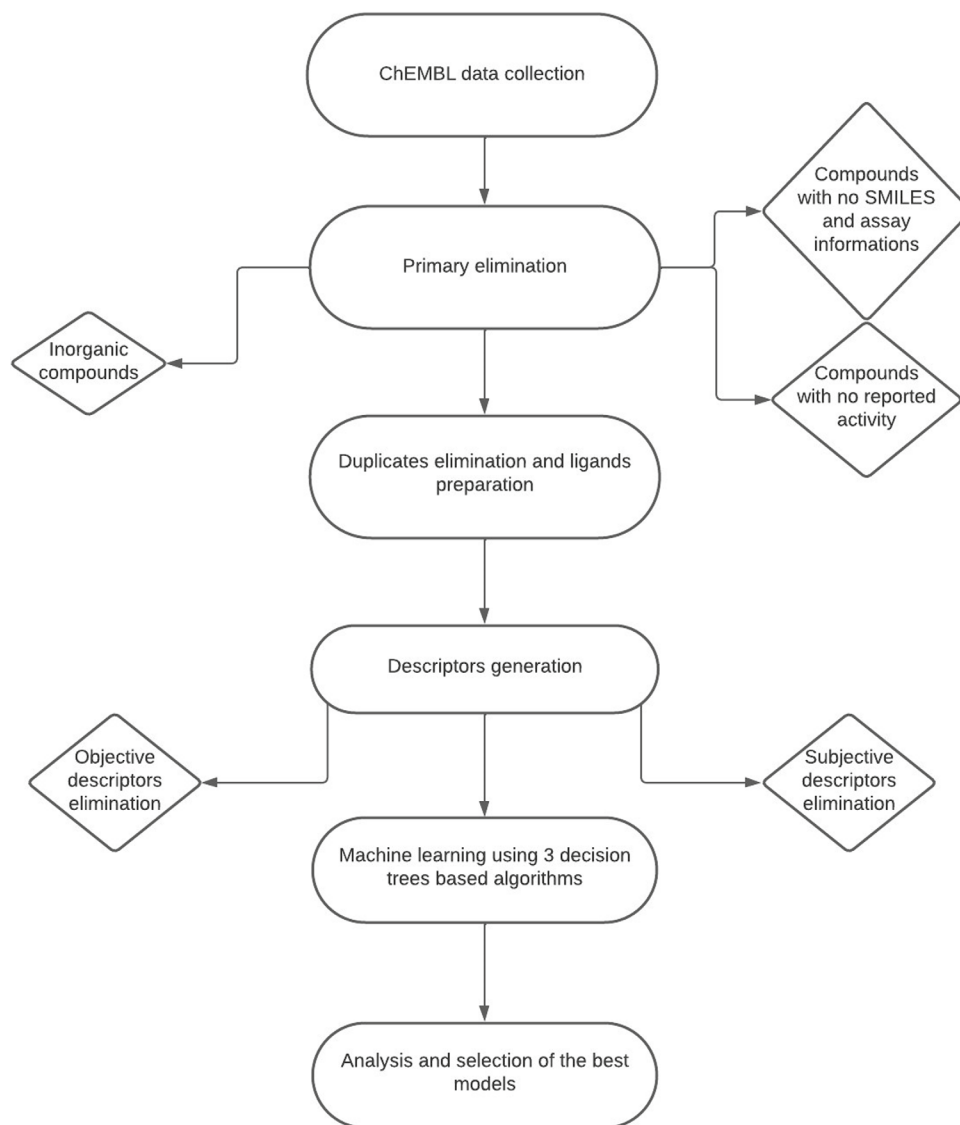 ChEMBL data collection
Compounds
with no SMILES
and assay
informations
Primary elimination
Inorganic
compounds
Compounds
with no reported
activity
Duplicates elimination and ligands
preparation
Descriptors generation
Objective
descriptors
elimination
Subjective
descriptors
elimination
Machine learning using 3 decision
trees based algorithms
Analysis and selection of the best
models